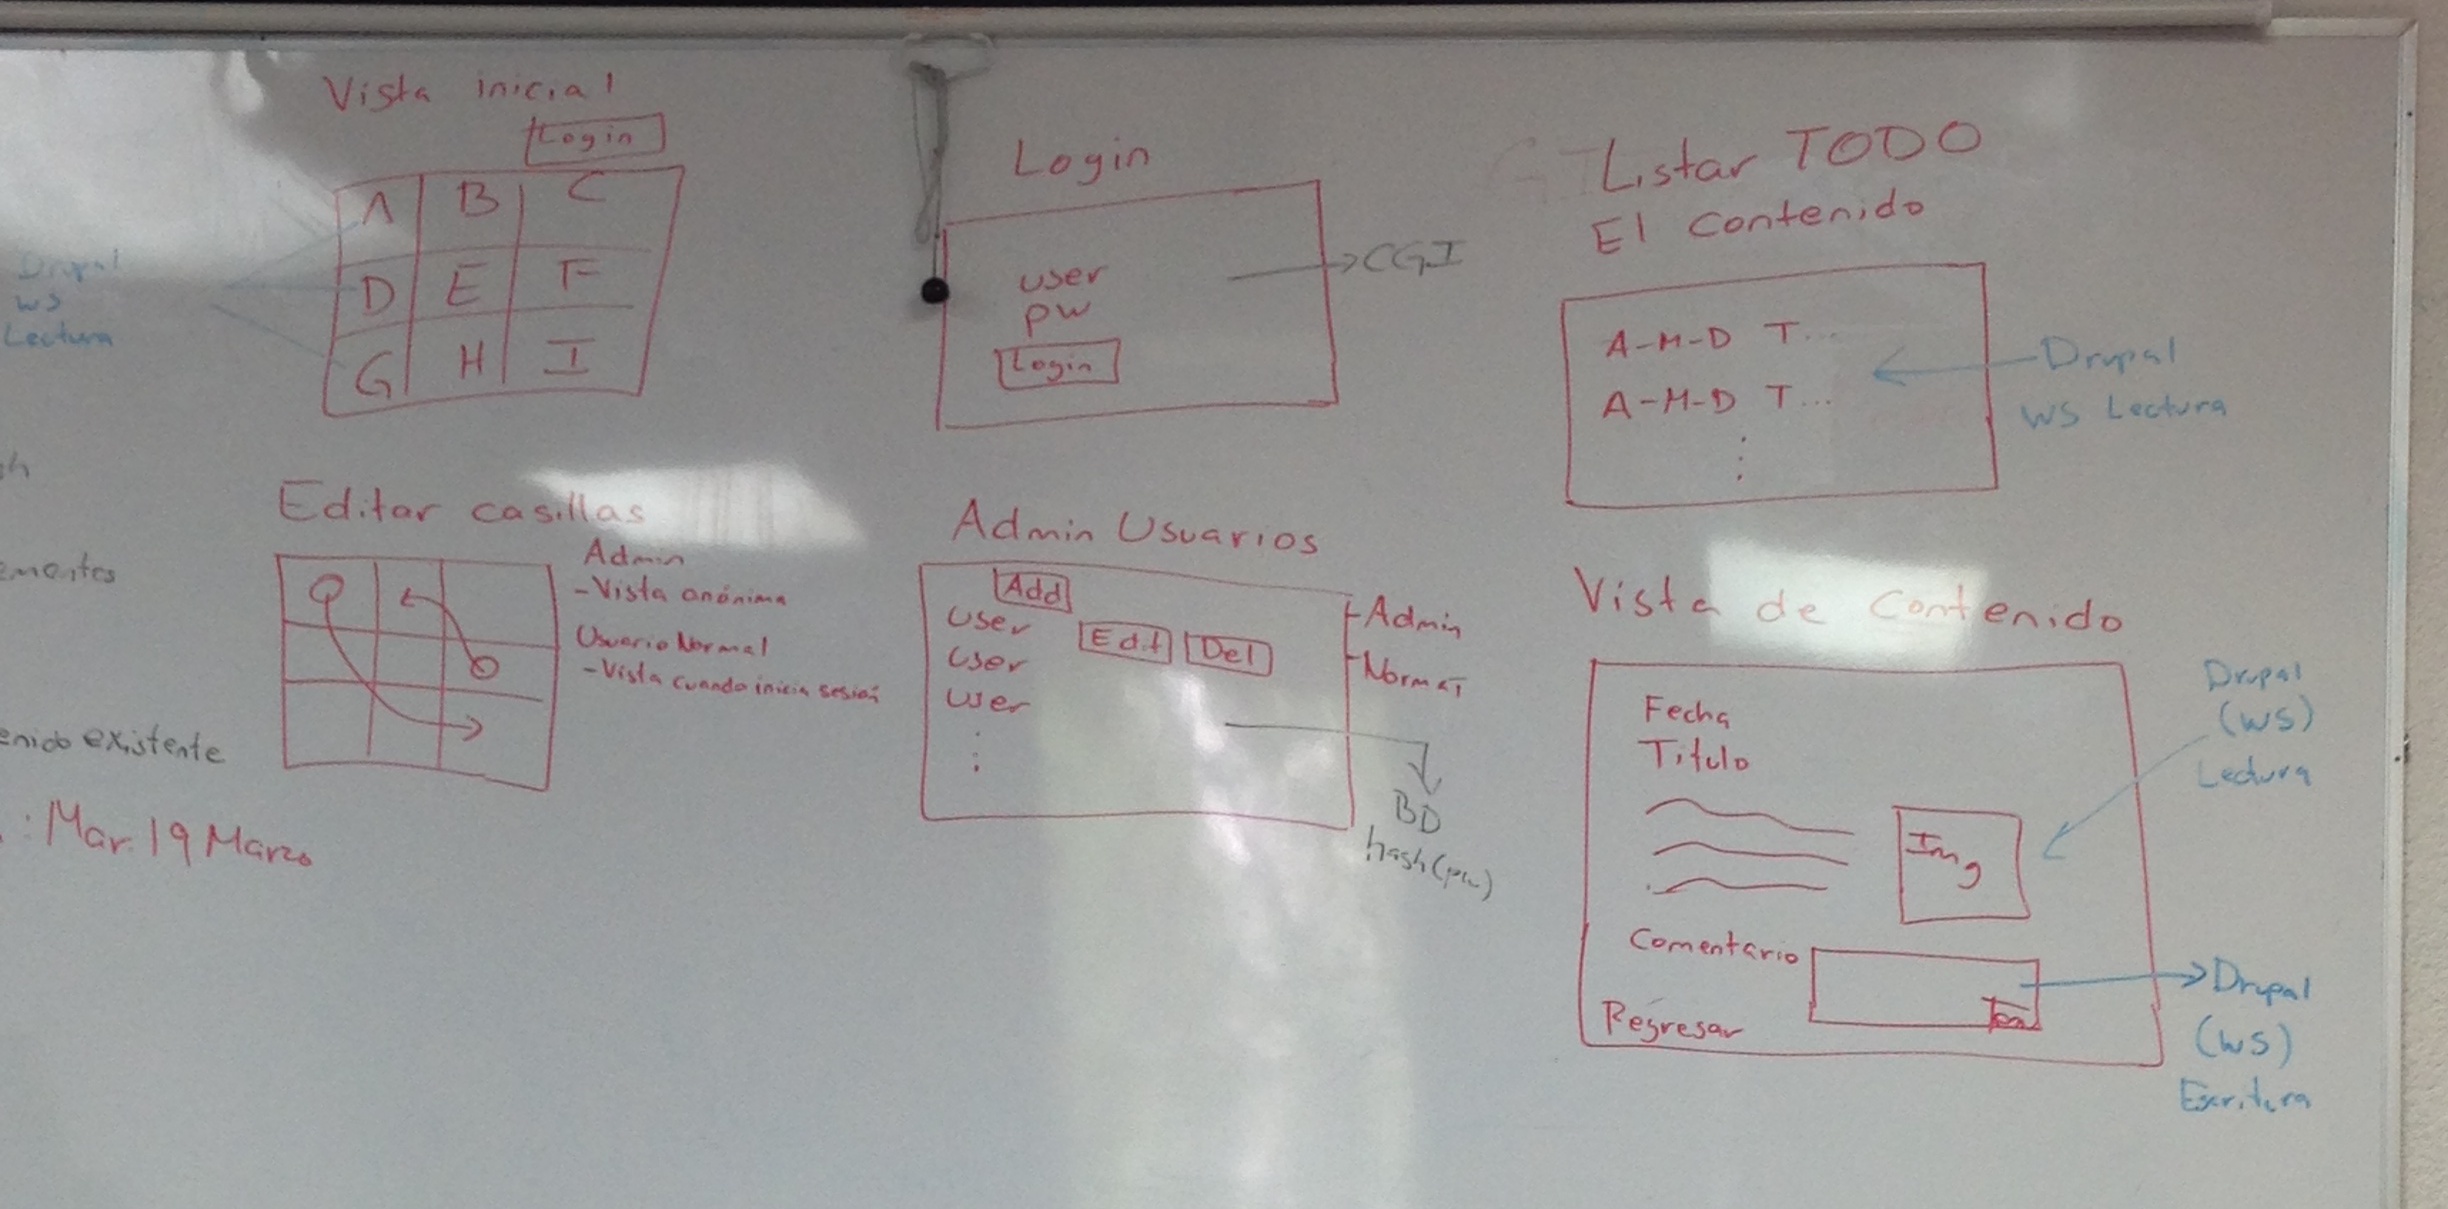 Vista inicial
Login
A B C
D E F
G H I
Drupal
WS
Lectura
Login
user
pw
Login
CGI
Listar TODO
El contenido
A-M-D T...
A-M-D T...
Drupal
WS Lectura
Editar casillas
Admin
-Vista anónima
Usuario Normal
-Vista cuando inicia sesión
Admin Usuarios
Add
User
Edit Del
User
User
Admin
Normal
BD
hash(pw)
Vista de Contenido
Fecha
Titulo
Img
Comentario
Regresar
Drupal
(WS)
Lectura
Drupal
(WS)
Escritura
existente
: Mar 19 Marzo